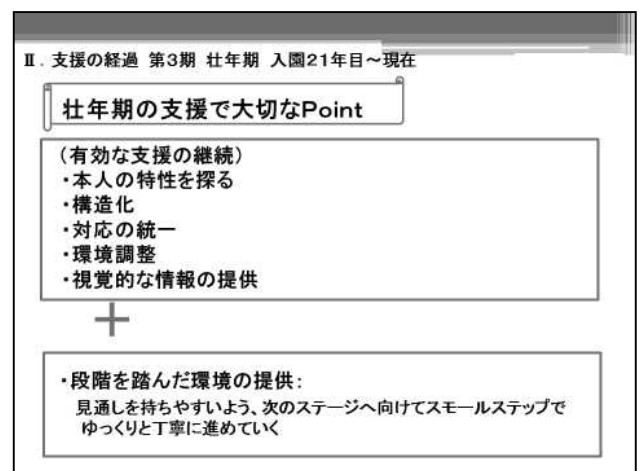 Ⅱ．支援の経過 第3期 壮年期 入園21年目～現在
壮年期の支援で大切なPoint
（有効な支援の継続）
・本人の特性を探る
・構造化
・対応の統一
・環境調整
・視覚的な情報の提供
＋
・段階を踏んだ環境の提供：
見通しを持ちやすいよう、次のステージへ向けてスモールステップで
ゆっくりと丁寧に進めていく